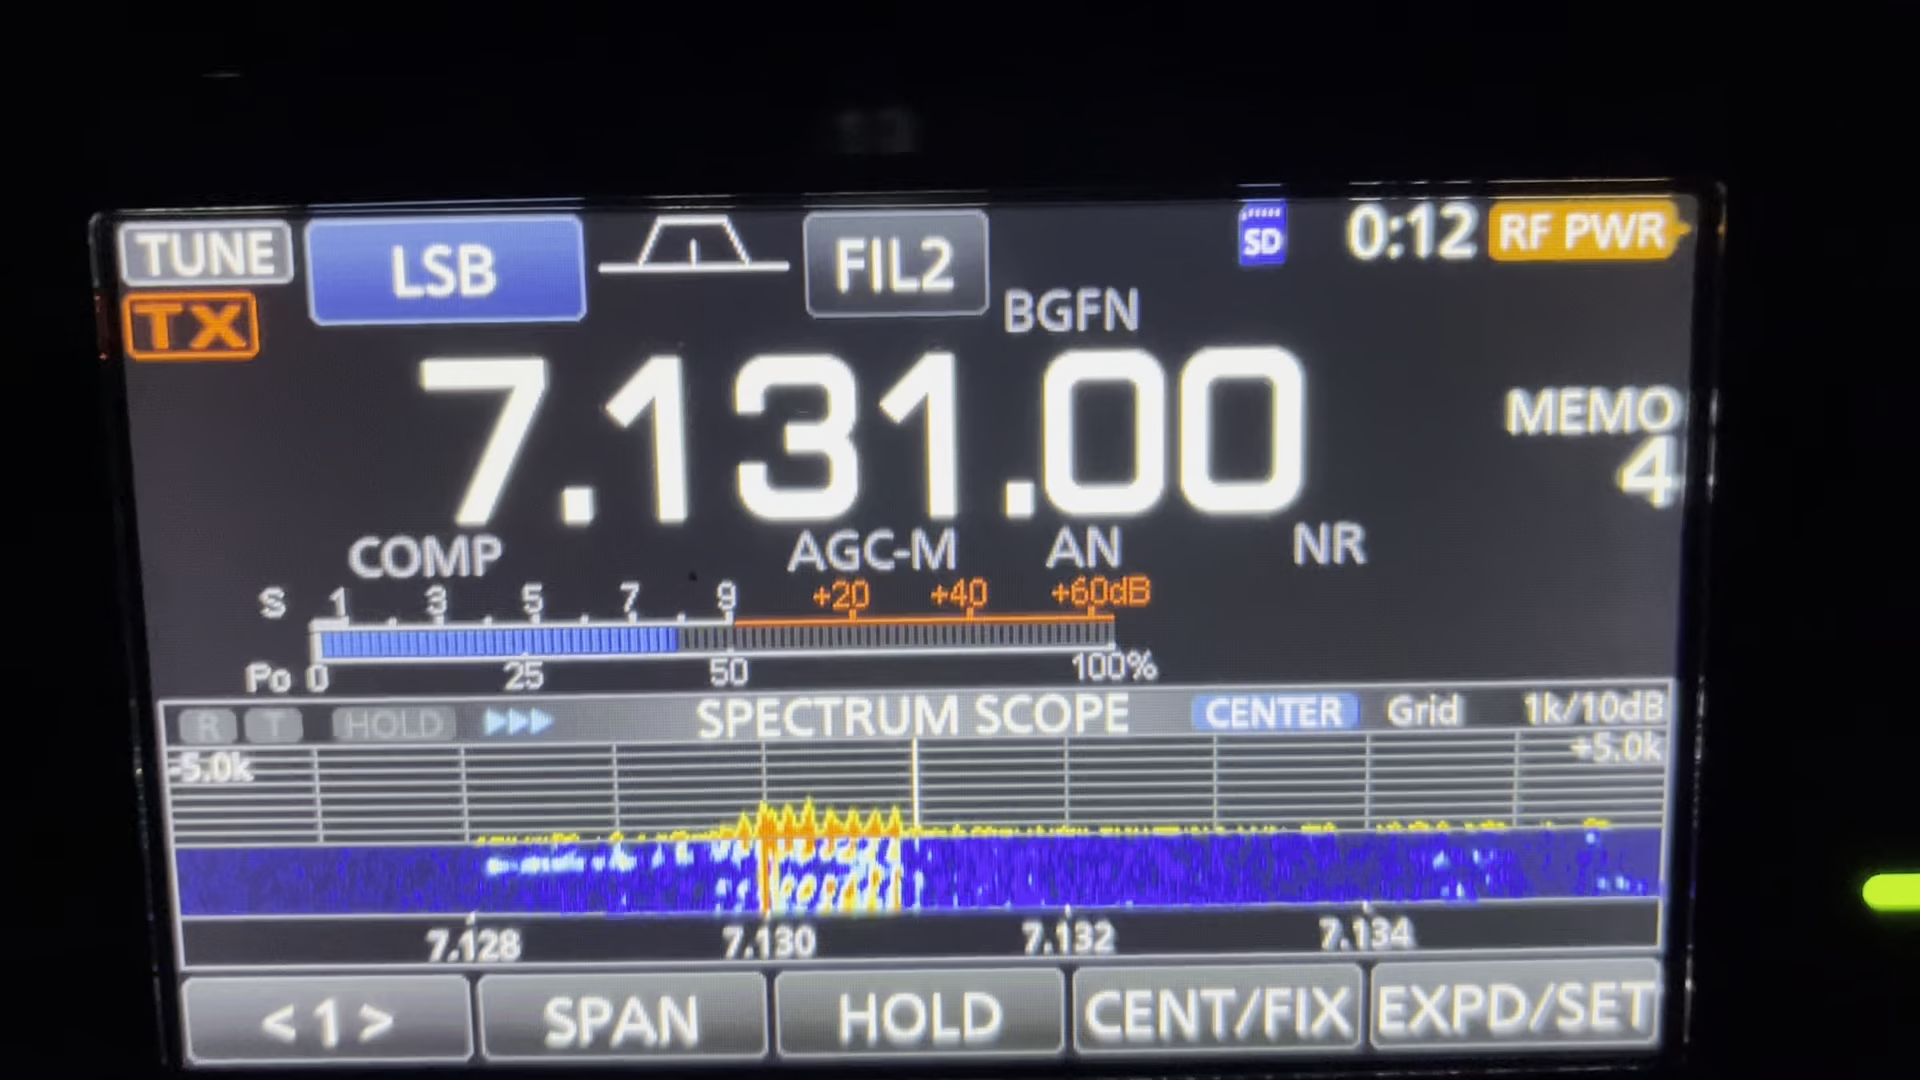 TUNE LSB FIL2 SD 0:12 RF PWR
TX BGFN
7.131.00 MEMO
4
COMP AGC-M AN NR
S 1 3 5 7 9 +20 +40 +60dB
Po 0 25 50 100%
R T HOLD SPECTRUM SCOPE CENTER Grid 1k/10dB
-5.0k +5.0k
7.128 7.130 7.132 7.134
<1> SPAN HOLD CENT/FIX EXPD/SET